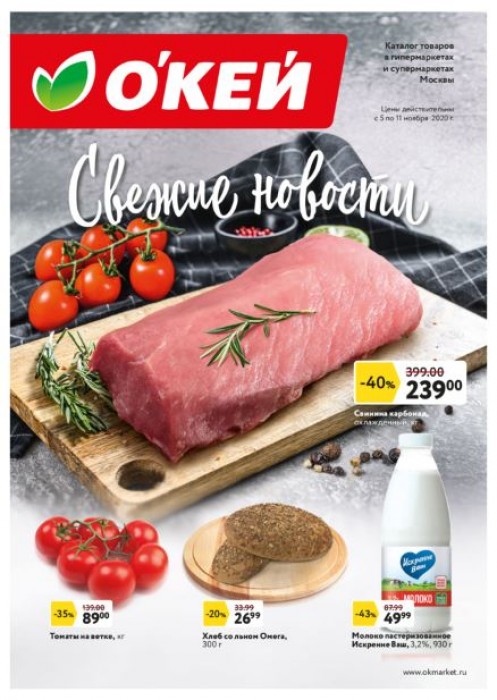 О'КЕЙ
Каталог товаров
в гипермаркетах
и супермаркетах
Москвы
Цены действительны
с 5 по 11 ноября 2020 г.
Свежие новости
-40%
399.00
239 00
Свинина карбонад,
охлажденный, кг
Искренне
Ваш
МОЛОКО
-35%
139.00
89 00
Томаты на ветке, кг
-20%
33.99
26 99
Хлеб со льном Омега,
300 г
-43%
87.99
49 99
Молоко пастеризованное
Искренне Ваш, 3,2%, 930 г
www.okmarket.ru